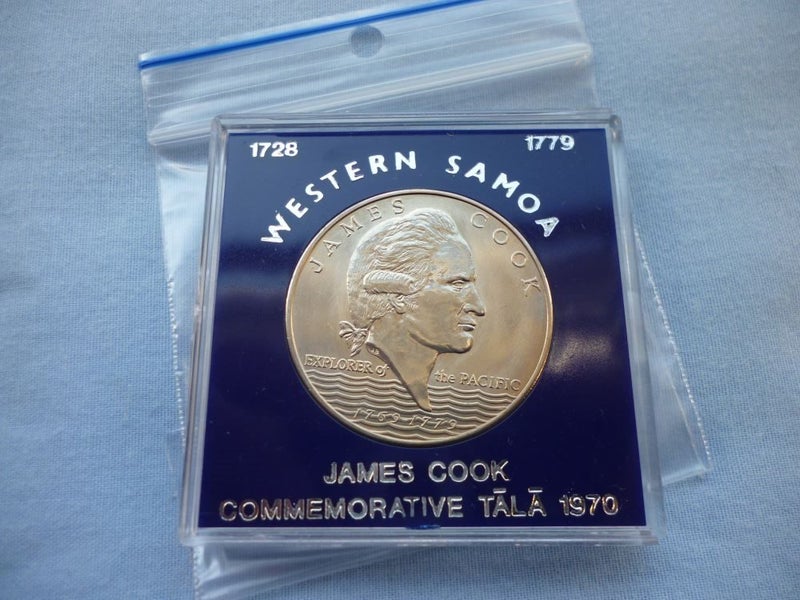 1728 1779
WESTERN SAMOA
JAMES COOK
EXPLORER of the PACIFIC
1769-1779
JAMES COOK
COMMEMORATIVE TĀLĀ 1970